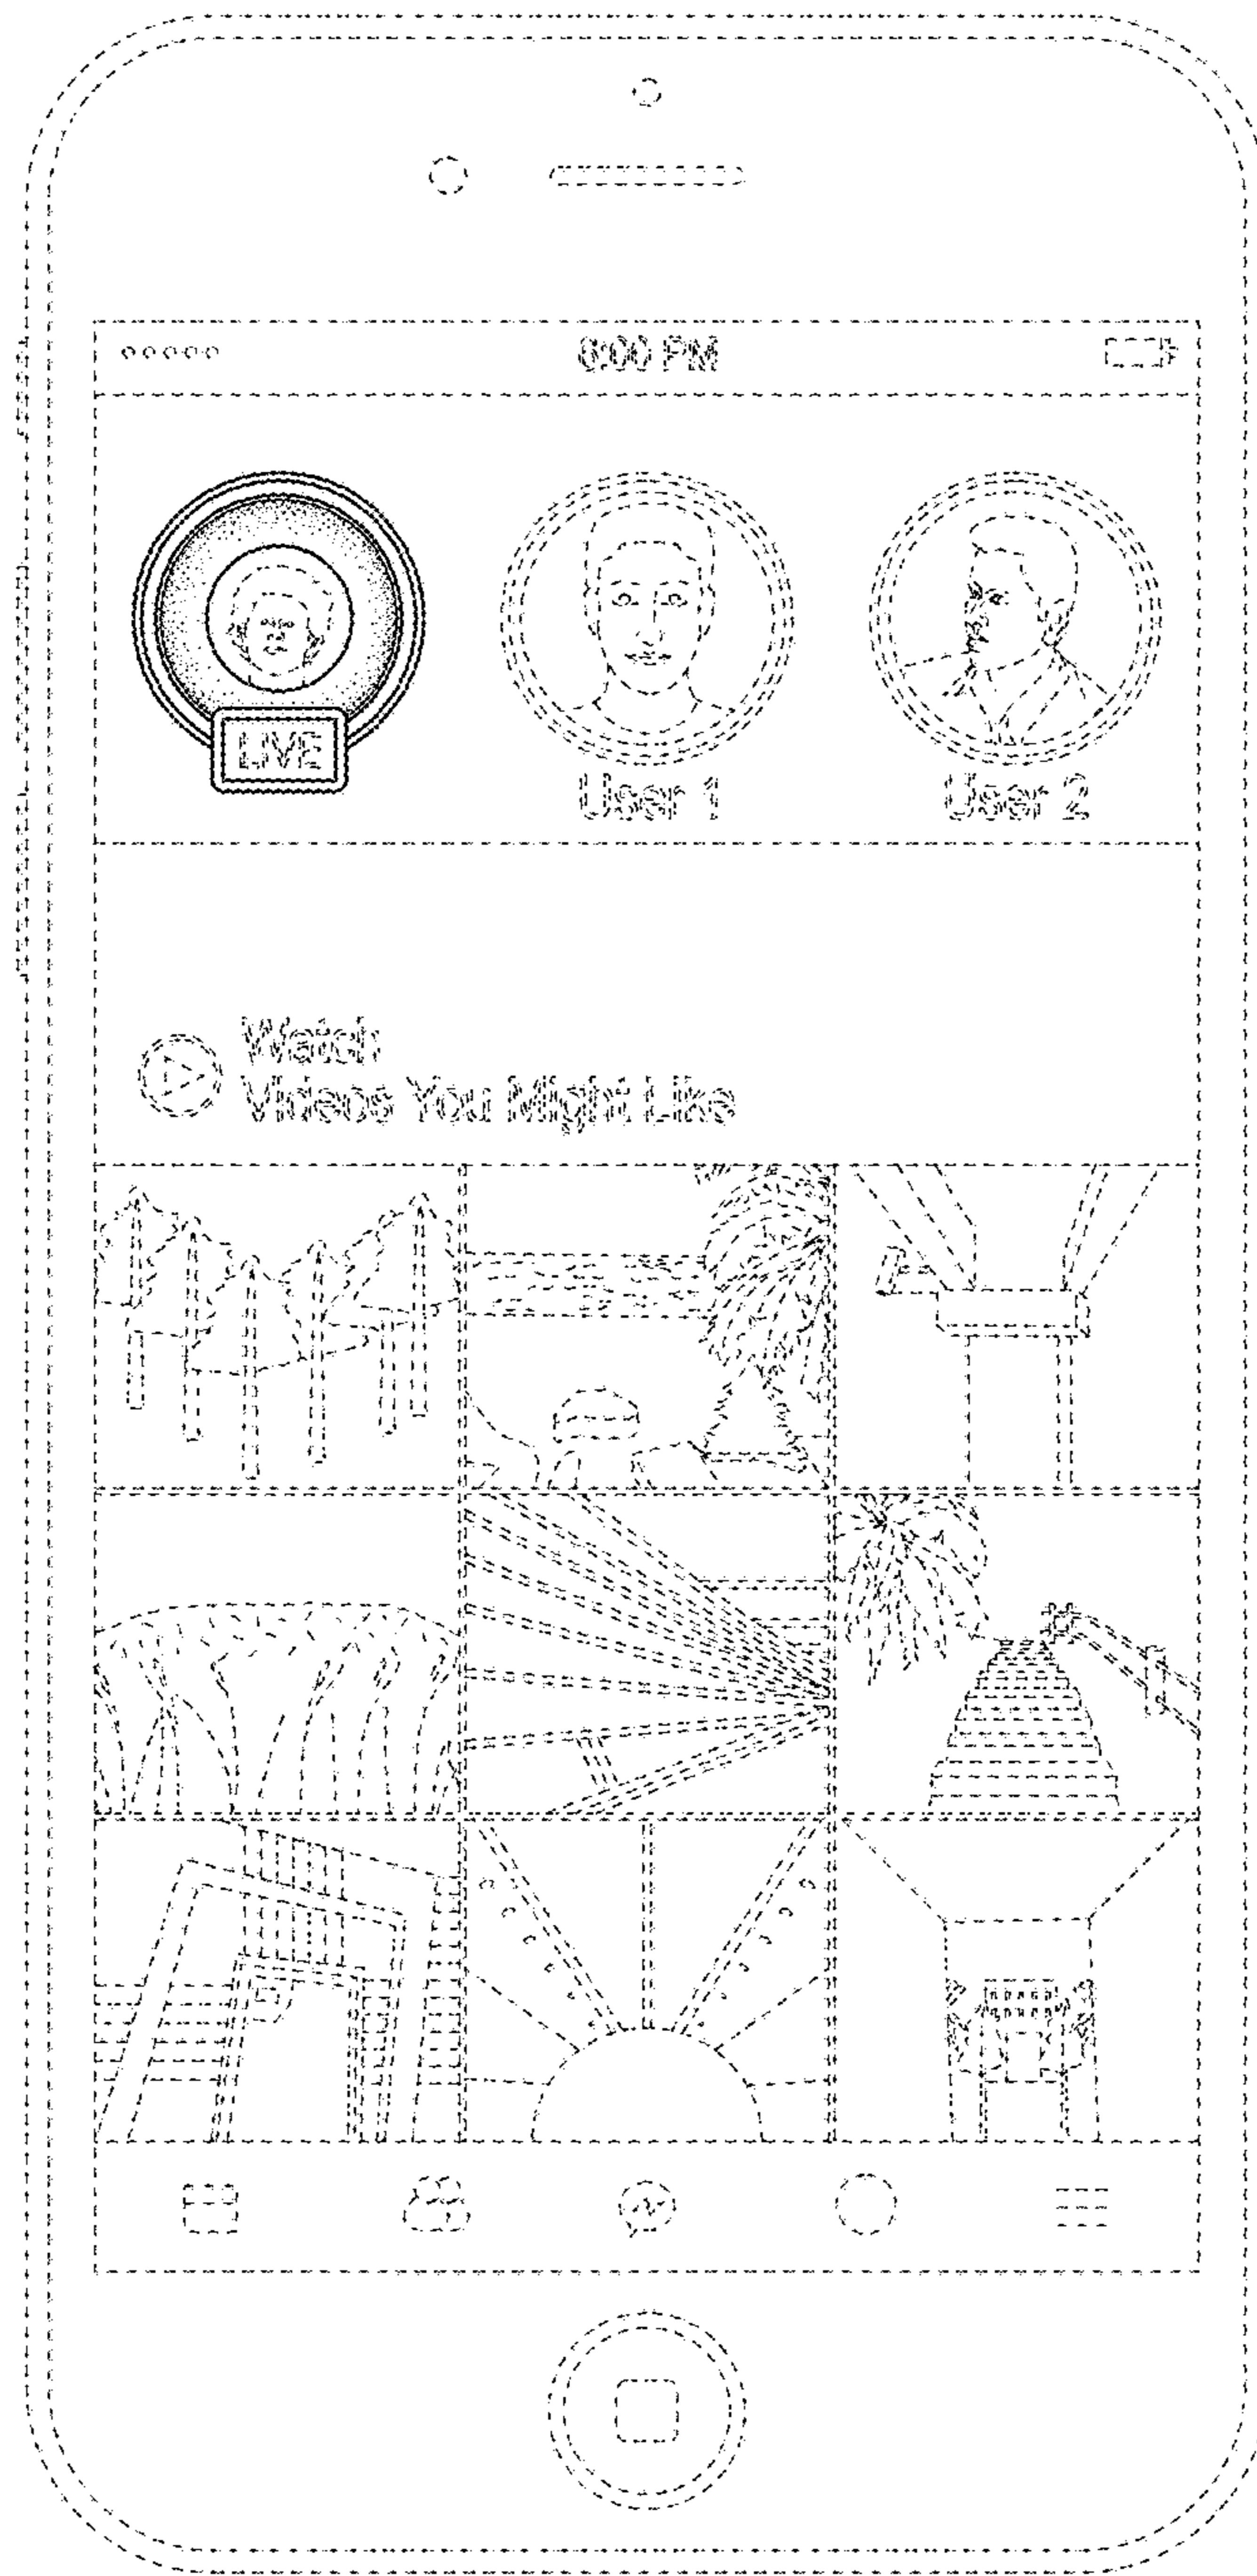 6:00 PM
LIVE
User 1
User 2
Watch
Videos You Might Like